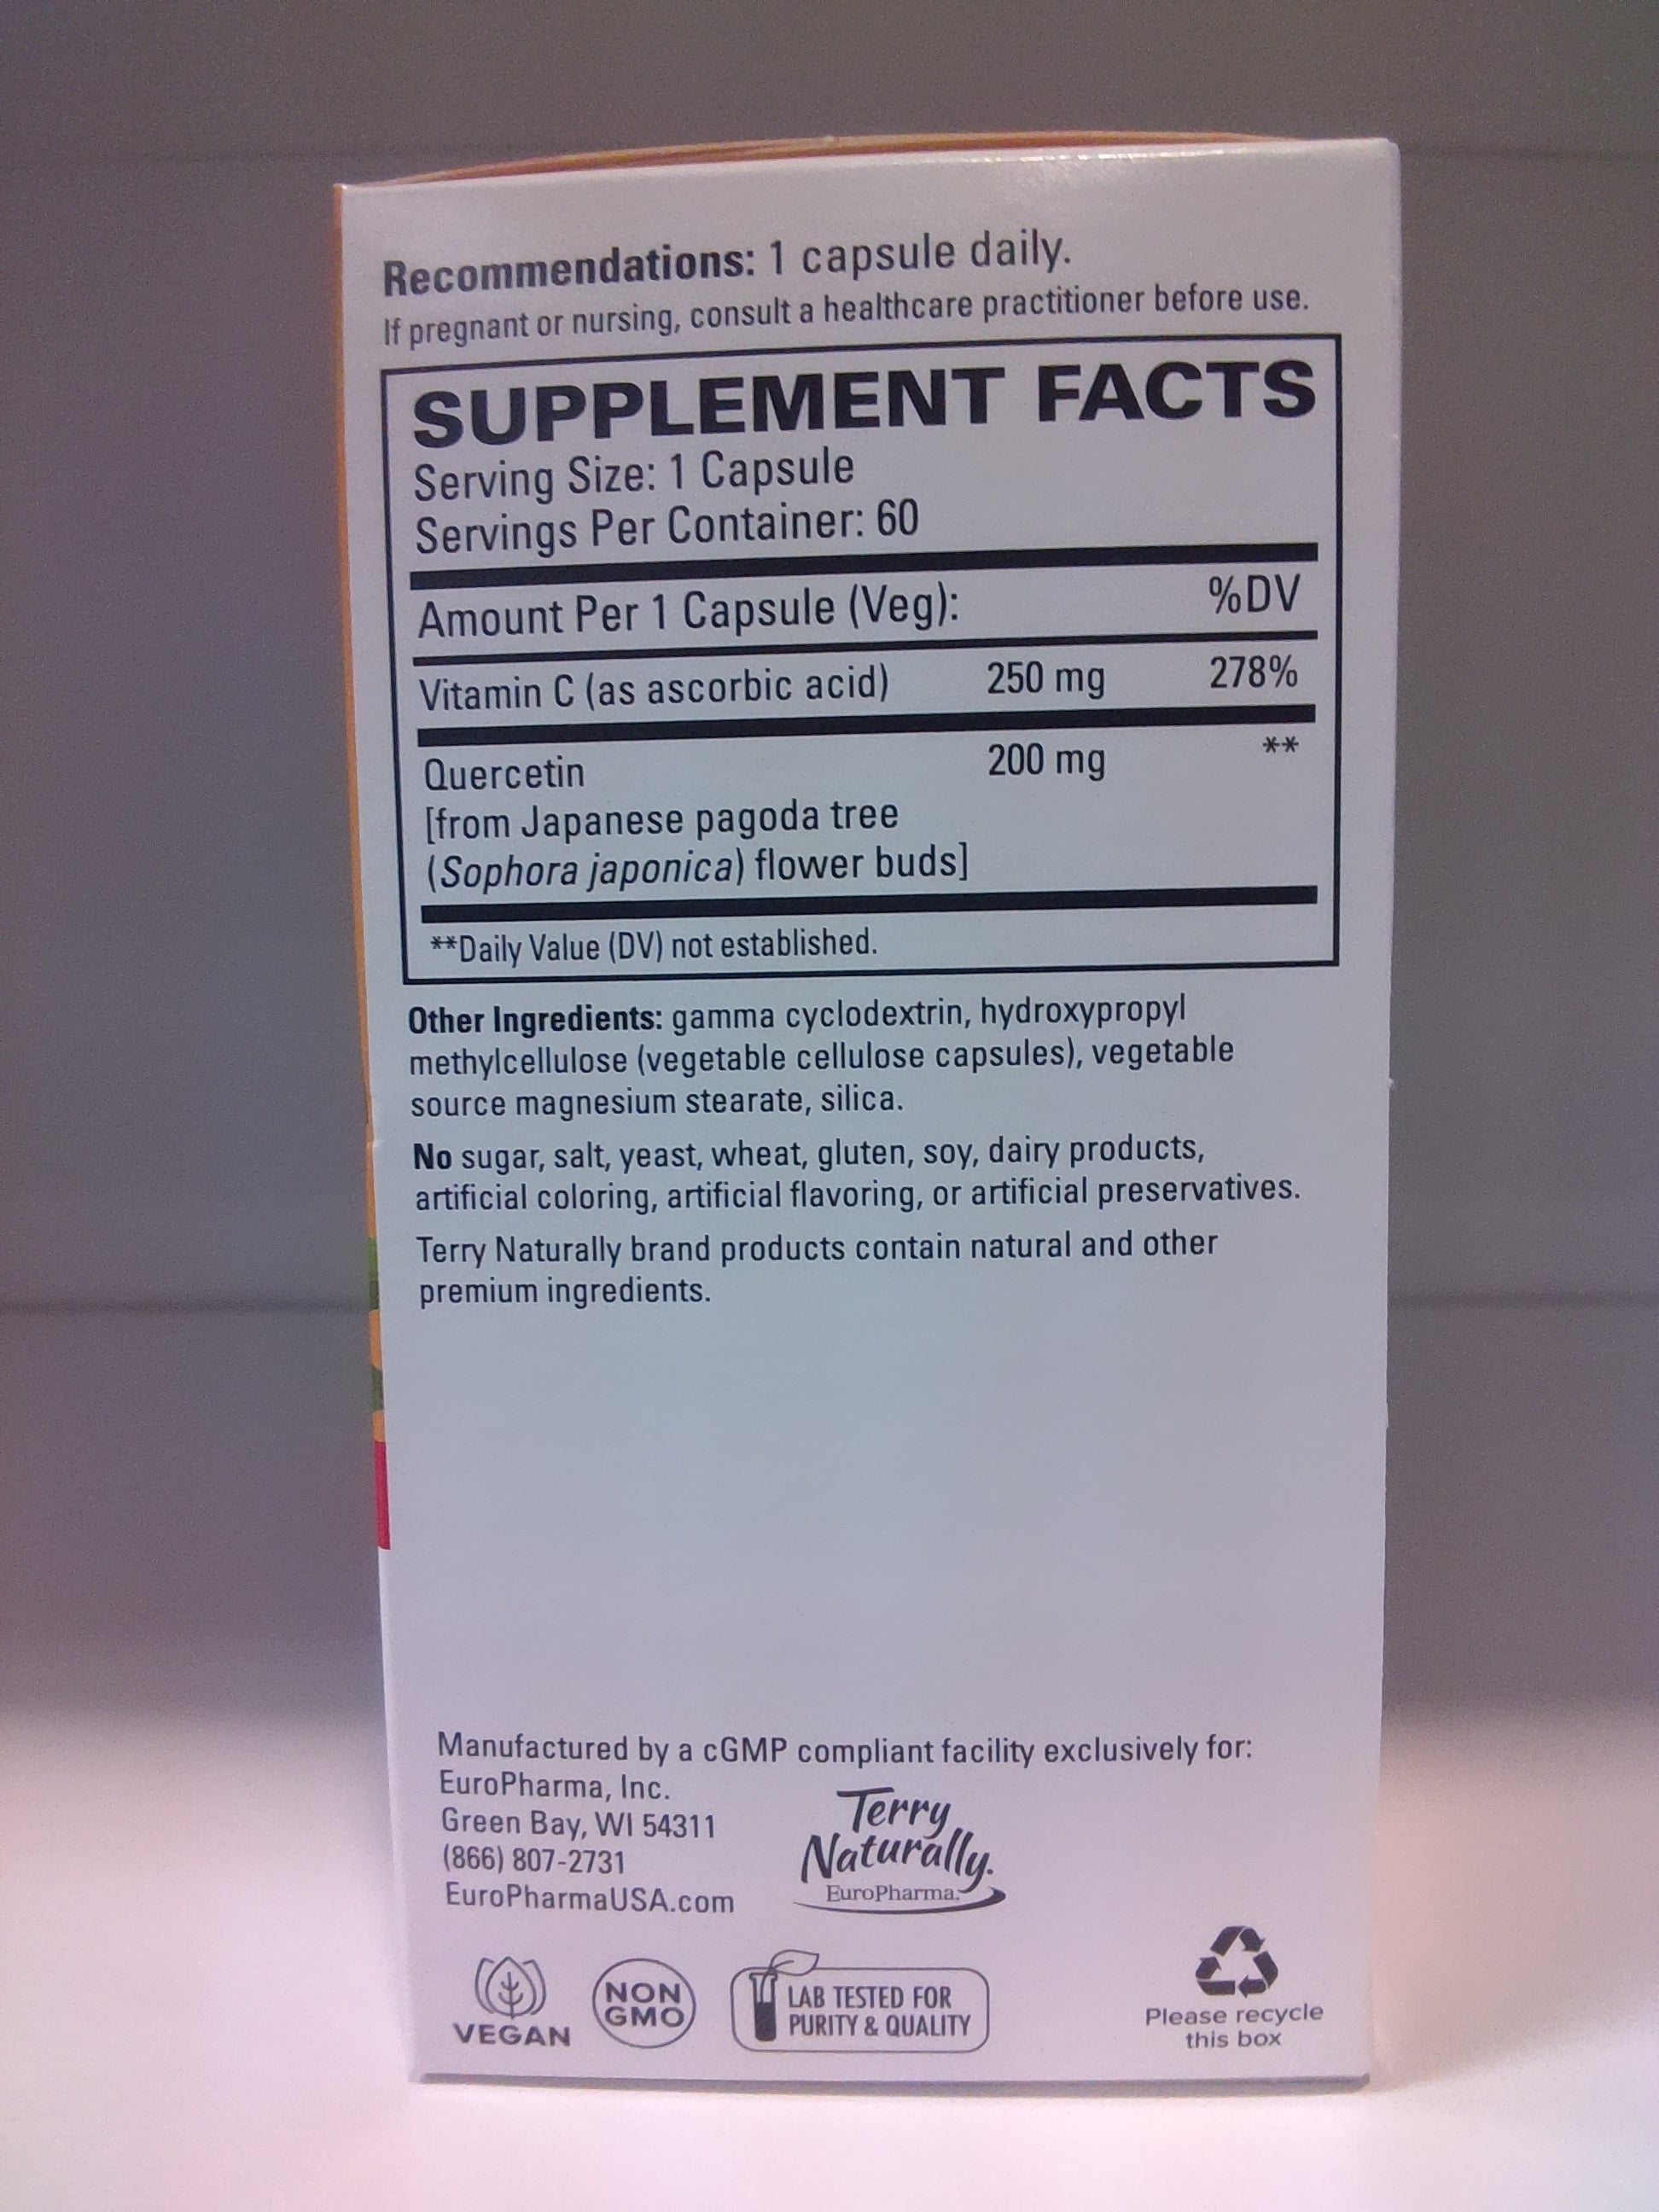 Recommendations: 1 capsule daily.
If pregnant or nursing, consult a healthcare practitioner before use.
SUPPLEMENT FACTS
Serving Size: 1 Capsule
Servings Per Container: 60
Amount Per 1 Capsule (Veg): %DV
Vitamin C (as ascorbic acid) 250 mg 278%
Quercetin 200 mg **
[from Japanese pagoda tree
(Sophora japonica) flower buds]
**Daily Value (DV) not established.
Other Ingredients: gamma cyclodextrin, hydroxypropyl
methylcellulose (vegetable cellulose capsules), vegetable
source magnesium stearate, silica.
No sugar, salt, yeast, wheat, gluten, soy, dairy products,
artificial coloring, artificial flavoring, or artificial preservatives.
Terry Naturally brand products contain natural and other
premium ingredients.
Manufactured by a cGMP compliant facility exclusively for:
EuroPharma, Inc.
Green Bay, WI 54311
(866) 807-2731
EuroPharmaUSA.com
Terry
Naturally.
EuroPharma.
VEGAN
NON
GMO
LAB TESTED FOR
PURITY & QUALITY
Please recycle
this box